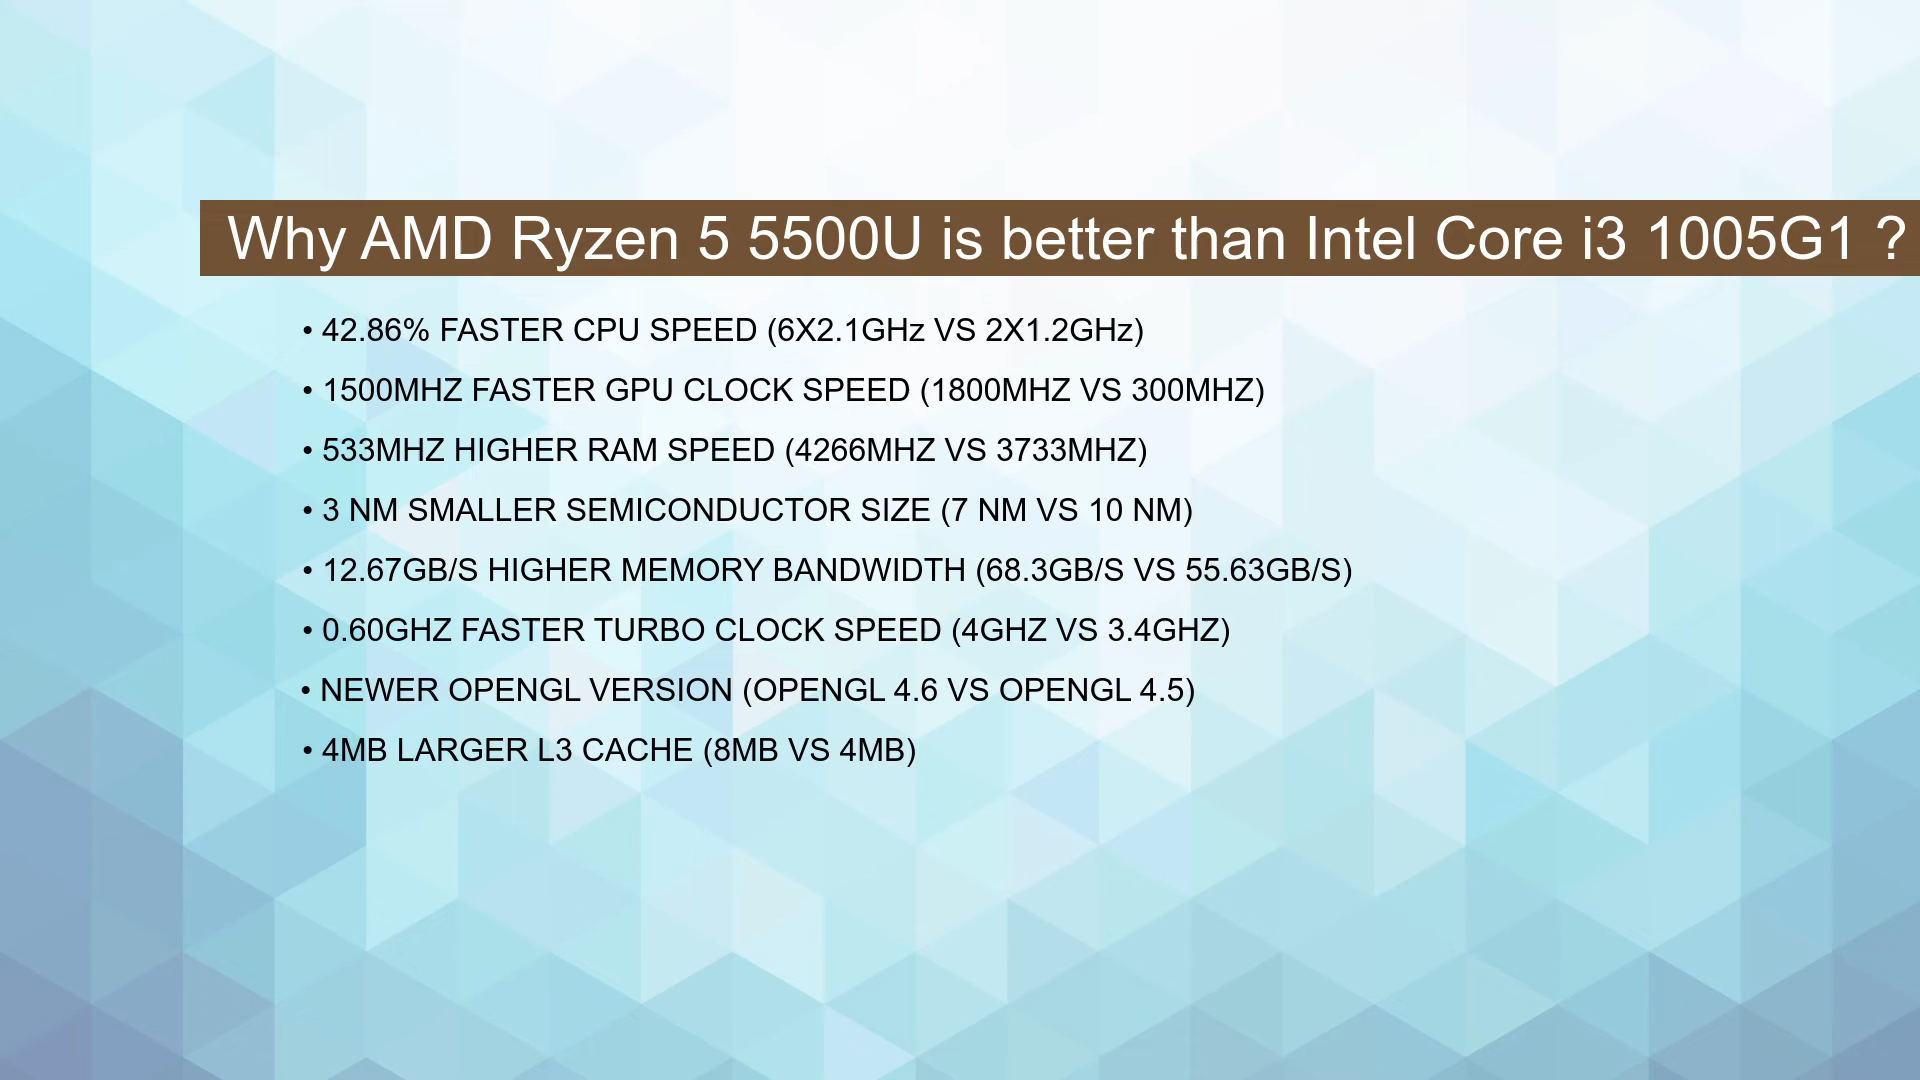 Why AMD Ryzen 5 5500U is better than Intel Core i3 1005G1 ?
• 42.86% FASTER CPU SPEED (6X2.1GHz VS 2X1.2GHz)
• 1500MHZ FASTER GPU CLOCK SPEED (1800MHZ VS 300MHZ)
• 533MHZ HIGHER RAM SPEED (4266MHZ VS 3733MHZ)
• 3 NM SMALLER SEMICONDUCTOR SIZE (7 NM VS 10 NM)
• 12.67GB/S HIGHER MEMORY BANDWIDTH (68.3GB/S VS 55.63GB/S)
• 0.60GHZ FASTER TURBO CLOCK SPEED (4GHZ VS 3.4GHZ)
• NEWER OPENGL VERSION (OPENGL 4.6 VS OPENGL 4.5)
• 4MB LARGER L3 CACHE (8MB VS 4MB)